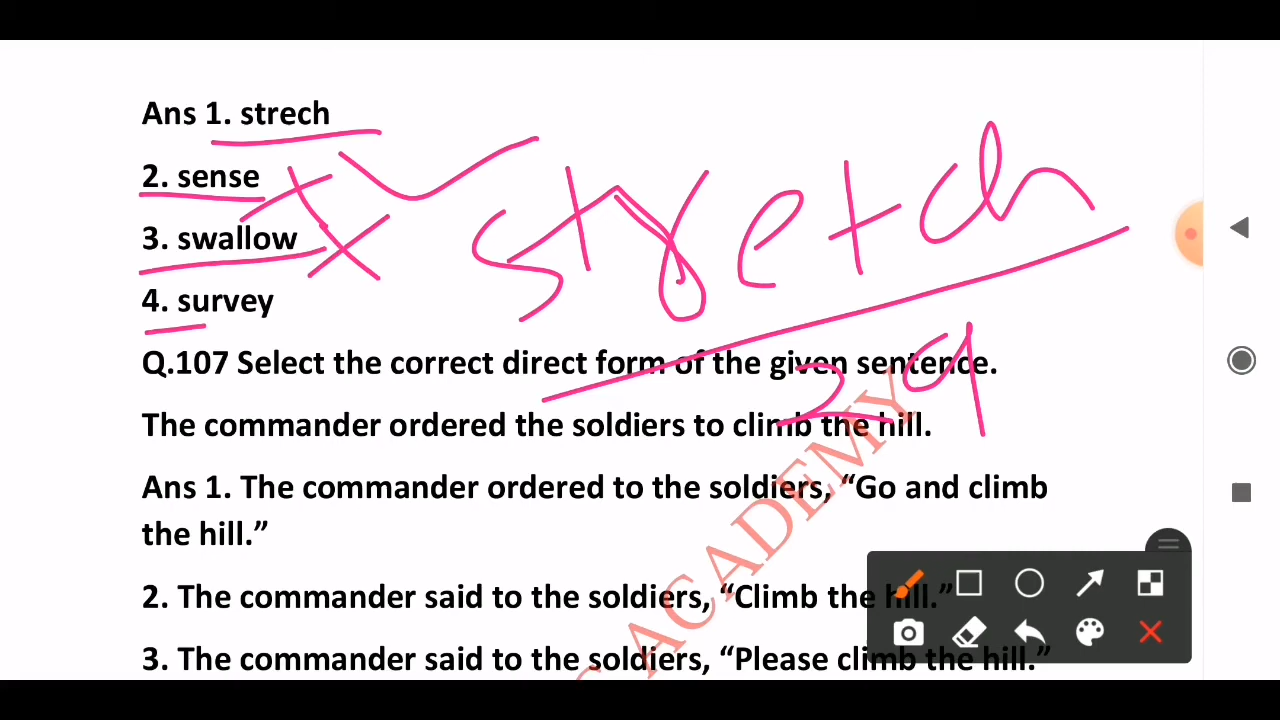 Ans 1. strech
2. sense
3. swallow
stretch
4. survey
Q.107 Select the correct direct form of the given sentence.
29
The commander ordered the soldiers to climb the hill.
Ans 1. The commander ordered to the soldiers, “Go and climb
the hill.”
2. The commander said to the soldiers, “Climb the hill.”
3. The commander said to the soldiers, “Please climb the hill.”
ACADEMY